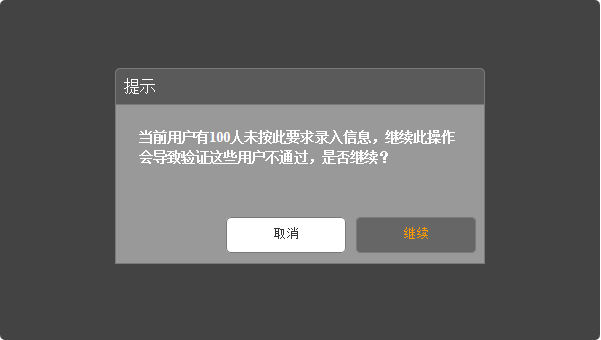 提示
当前用户有100人未按此要求录入信息，继续此操作
会导致验证这些用户不通过，是否继续？
取消
继续